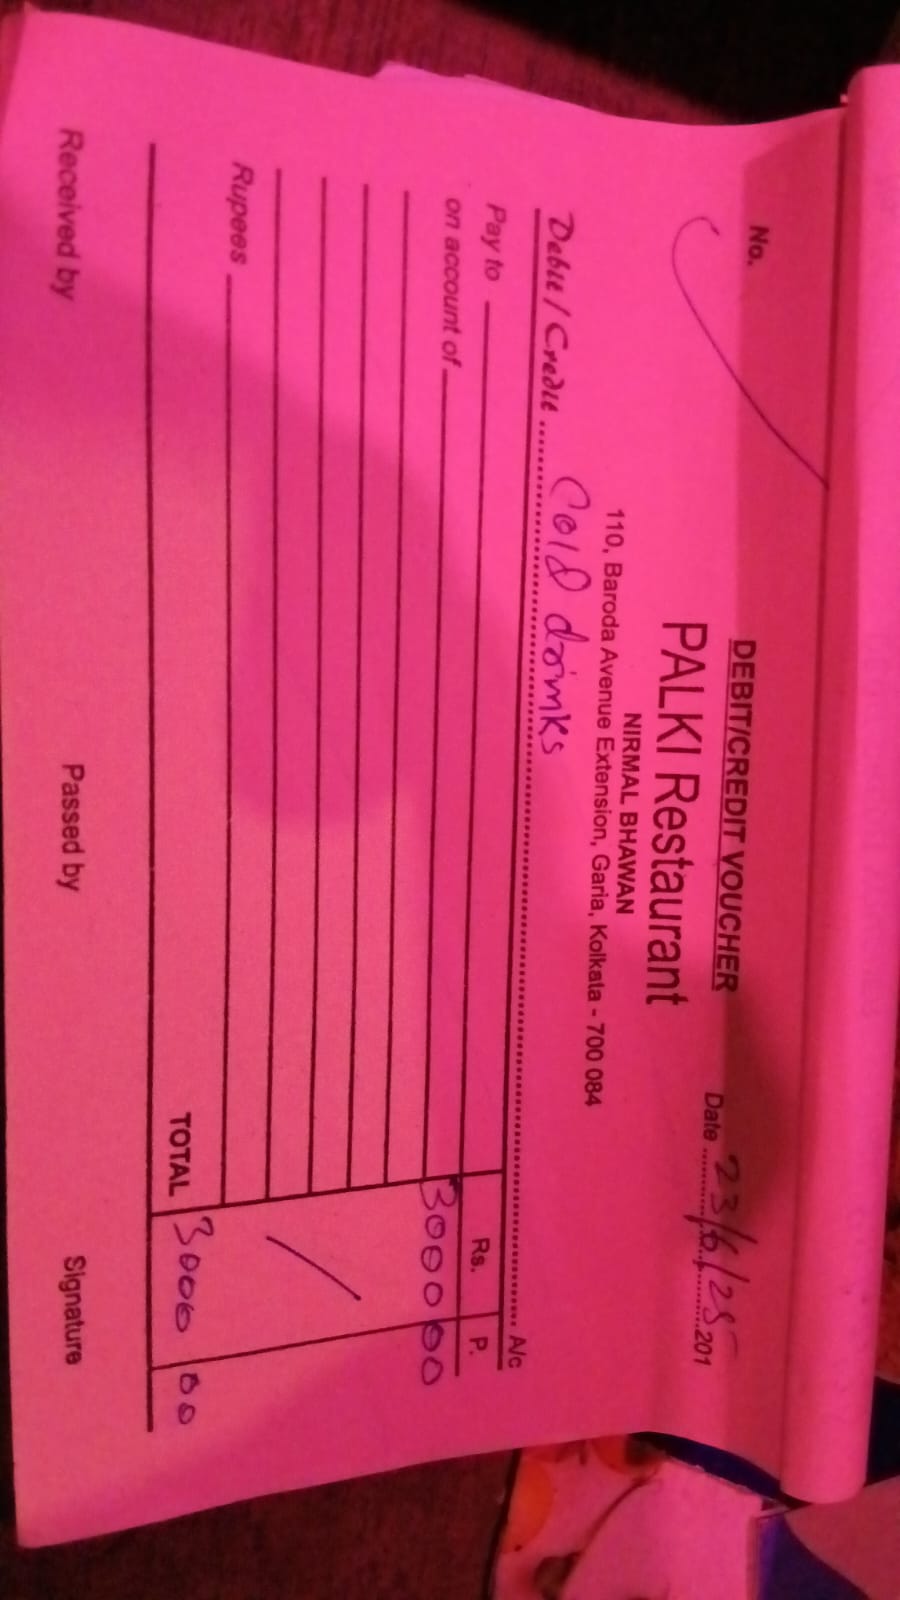 No.
DEBIT/CREDIT VOUCHER
PALKI Restaurant
Date 23/6/25 201
NIRMAL BHAWAN
110, Baroda Avenue Extension, Garia, Kolkata - 700 084
Debit / Credit Cold drinks A/c
Pay to Rs. P.
on account of 3000 00
Rupees
TOTAL 3000 00
Received by Passed by Signature